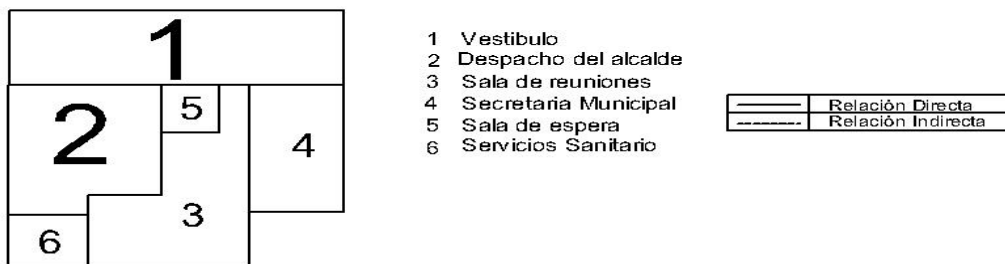 1
2
5
4
3
6
1 Vestibulo
2 Despacho del alcalde
3 Sala de reuniones
4 Secretaria Municipal
5 Sala de espera
6 Servicios Sanitario
Relación Directa
Relación Indirecta